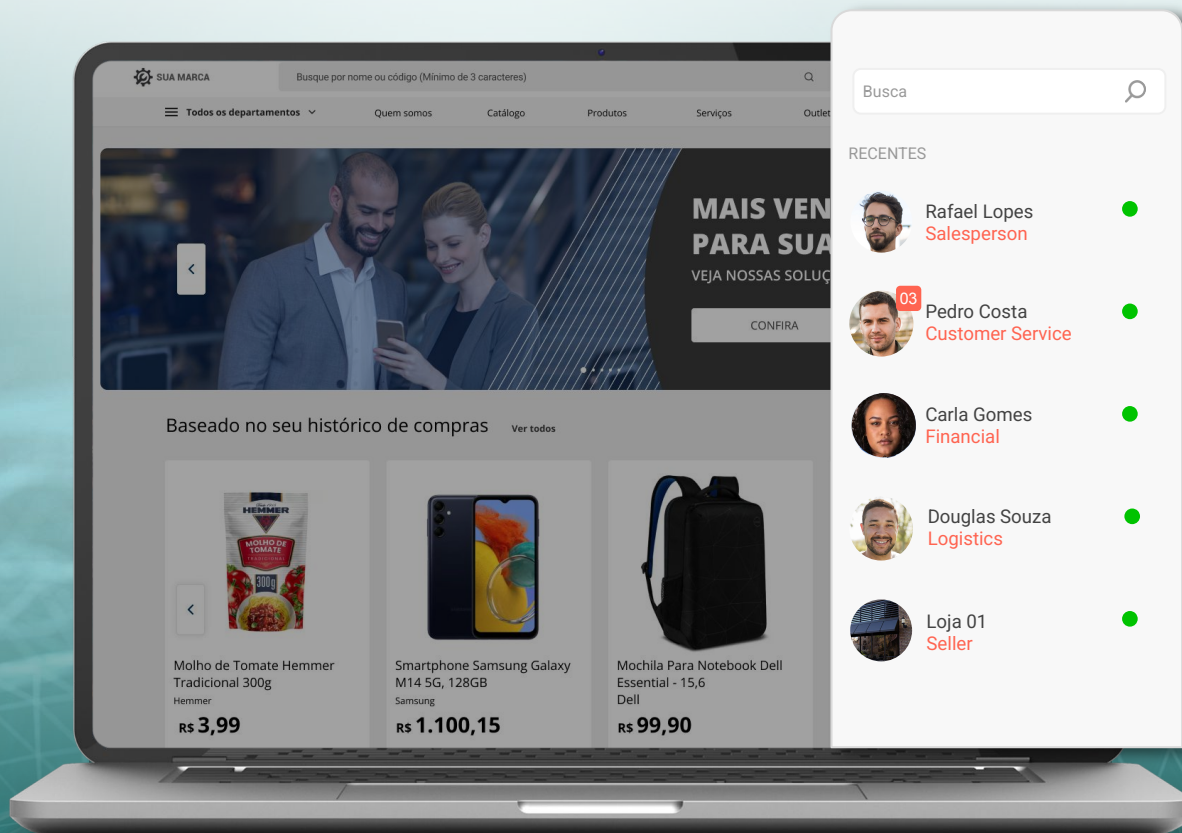 SUA MARCA
Busque por nome ou código (Mínimo de 3 caracteres)
Todos os departamentos
Quem somos
Catálogo
Produtos
Serviços
Outlet
MAIS VEN
PARA SUA
VEJA NOSSAS SOLUÇ
CONFIRA
Baseado no seu histórico de compras
Ver todos
HEMMER
MOLHO DE
TOMATE
TRADICIONAL
300g
Molho de Tomate Hemmer
Tradicional 300g
Hemmer
R$ 3,99
Smartphone Samsung Galaxy
M14 5G, 128GB
Samsung
R$ 1.100,15
Mochila Para Notebook Dell
Essential - 15,6
Dell
R$ 99,90
Busca
RECENTES
Rafael Lopes
Salesperson
03
Pedro Costa
Customer Service
Carla Gomes
Financial
Douglas Souza
Logistics
Loja 01
Seller